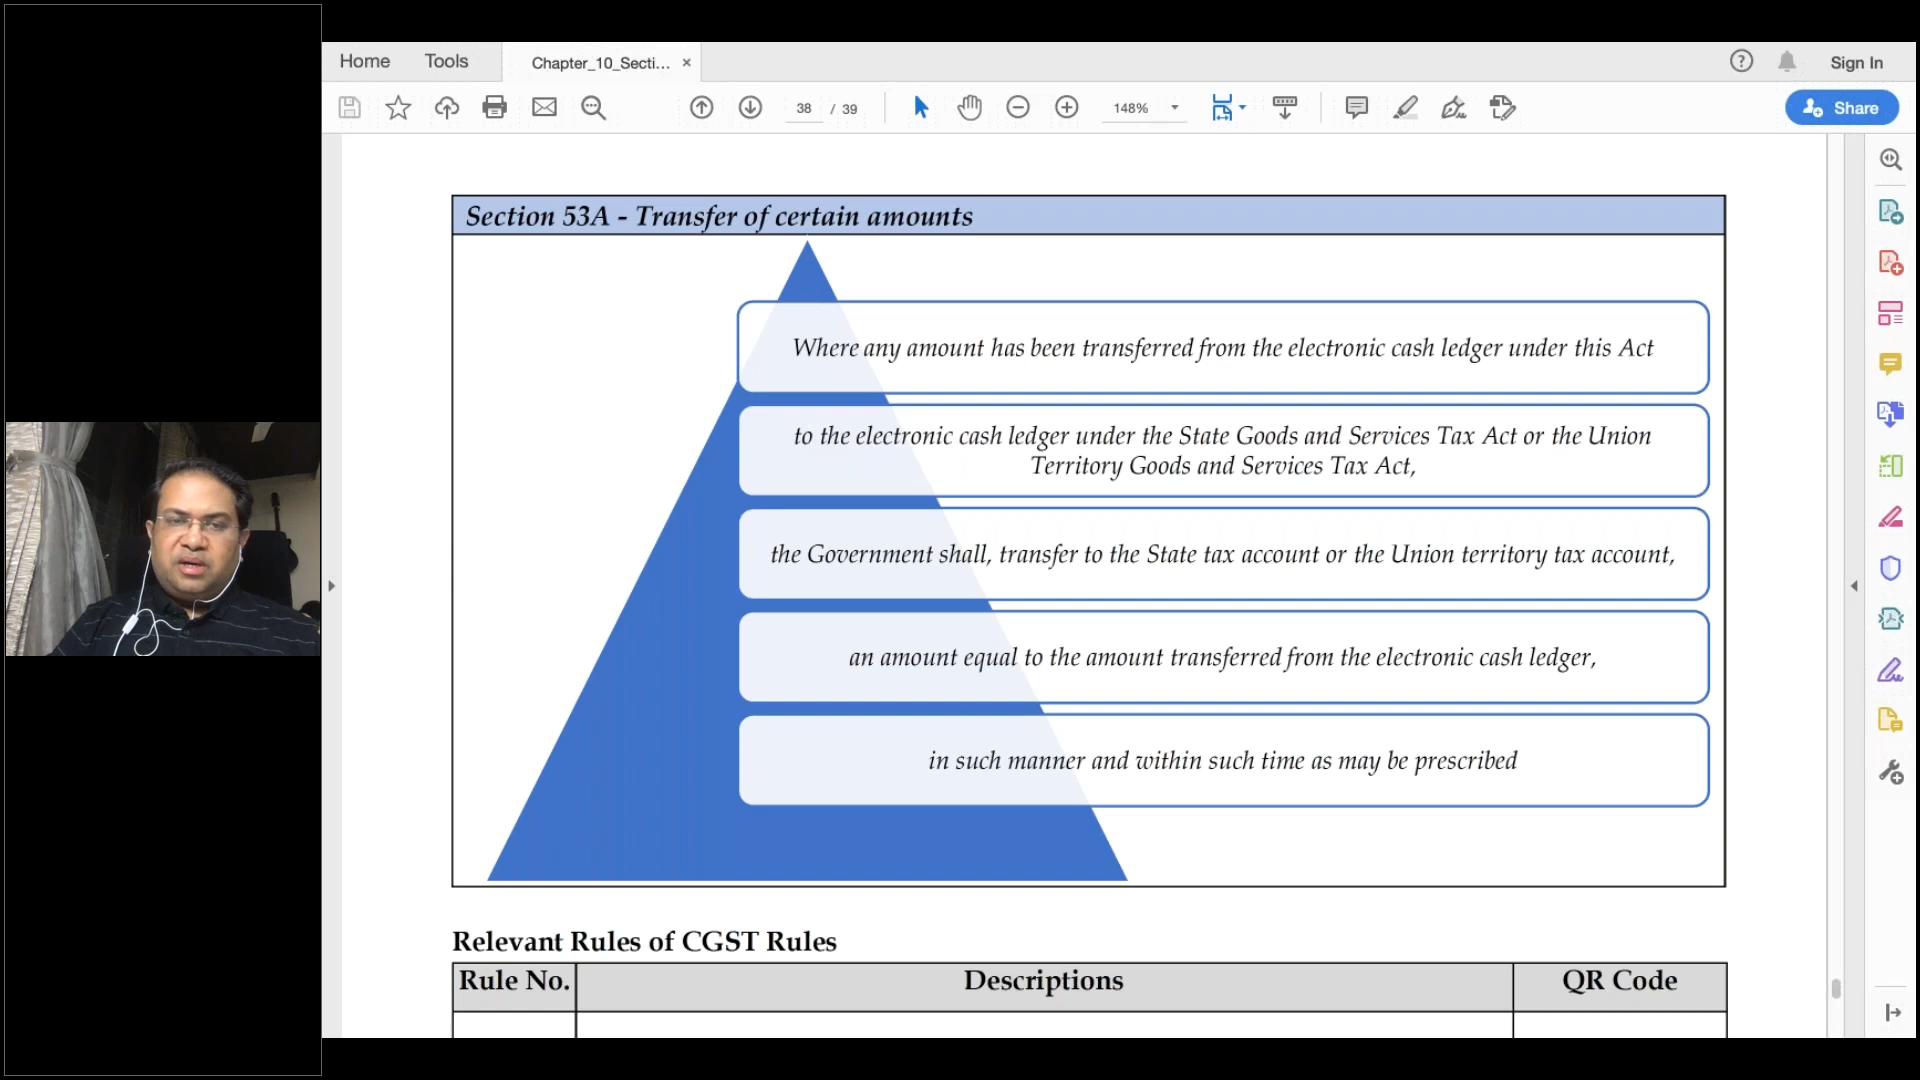 Home Tools Chapter_10_Secti... × Sign In
38 / 39 148% Share
Section 53A - Transfer of certain amounts
Where any amount has been transferred from the electronic cash ledger under this Act
to the electronic cash ledger under the State Goods and Services Tax Act or the Union
Territory Goods and Services Tax Act,
the Government shall, transfer to the State tax account or the Union territory tax account,
an amount equal to the amount transferred from the electronic cash ledger,
in such manner and within such time as may be prescribed
Relevant Rules of CGST Rules
Rule No. Descriptions QR Code